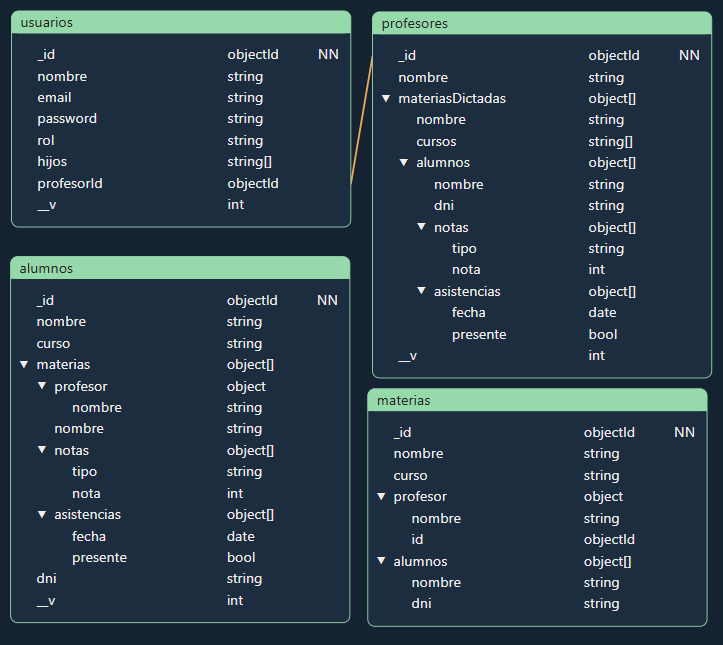 usuarios
_id objectId NN
nombre string
email string
password string
rol string
hijos string[]
profesorId objectId
__v int
profesores
_id objectId NN
nombre string
materiasDictadas object[]
nombre string
cursos string[]
alumnos object[]
nombre string
dni string
notas object[]
tipo string
nota int
asistencias object[]
fecha date
presente bool
__v int
alumnos
_id objectId NN
nombre string
curso string
materias object[]
profesor object
nombre string
nombre string
notas object[]
tipo string
nota int
asistencias object[]
fecha date
presente bool
dni string
__v int
materias
_id objectId NN
nombre string
curso string
profesor object
nombre string
id objectId
alumnos object[]
nombre string
dni string